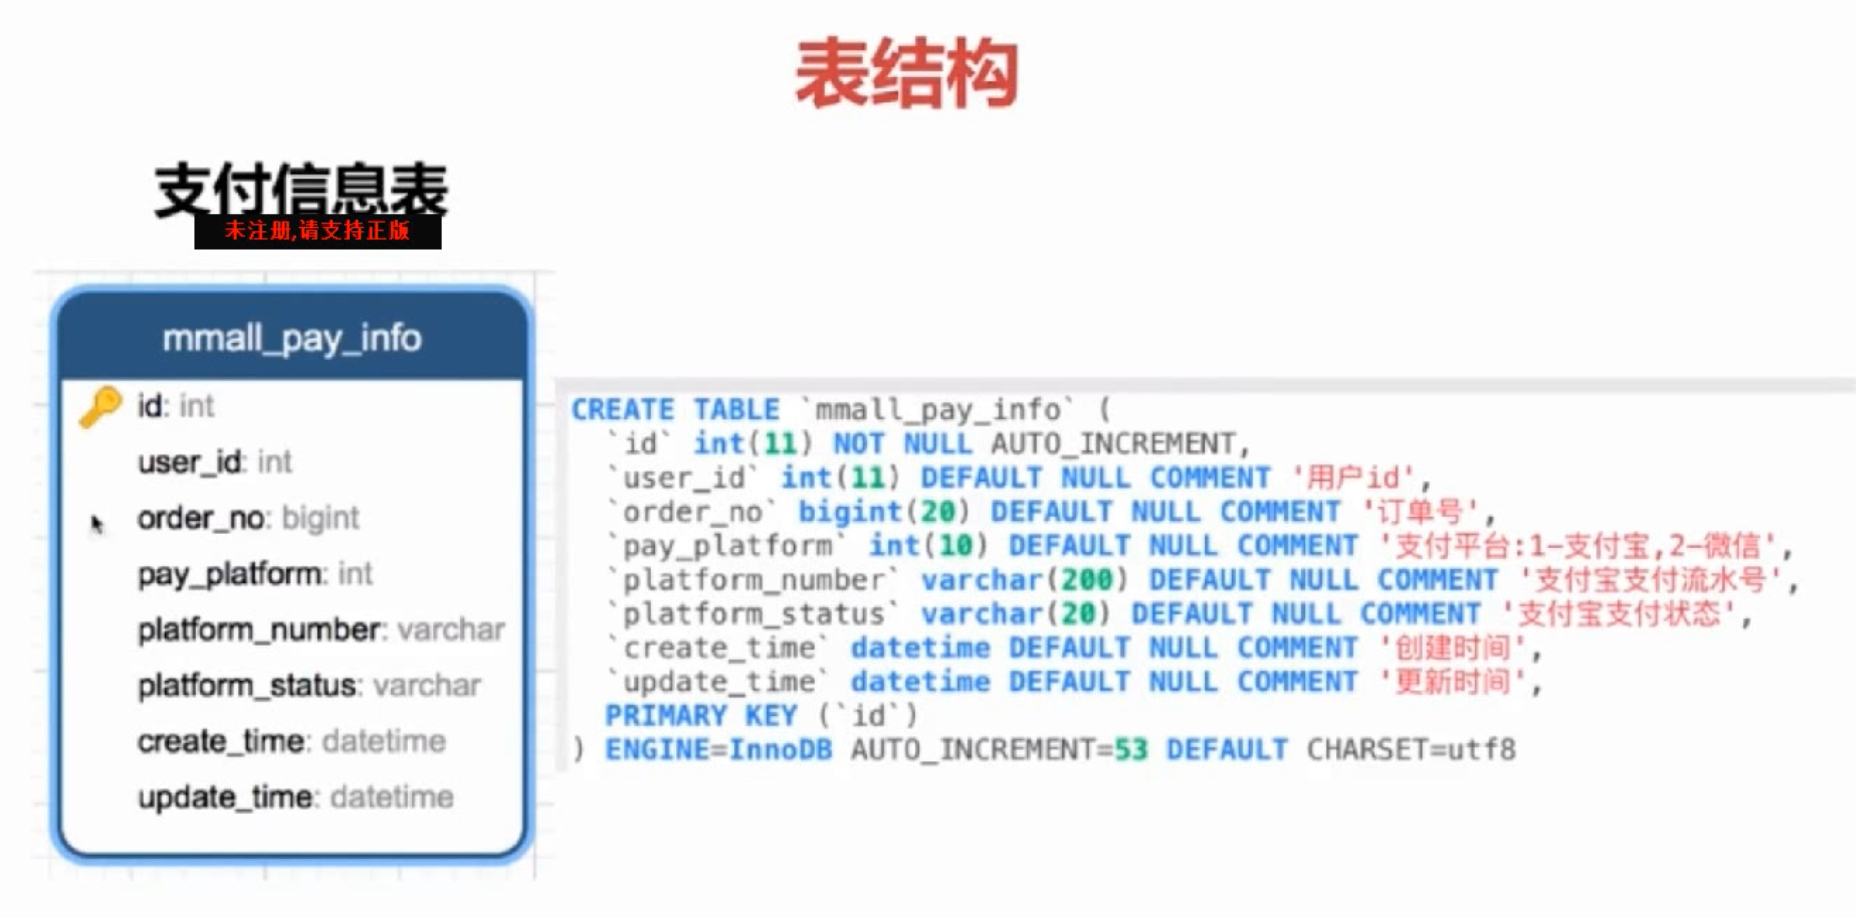 表结构
支付信息表
未注册,请支持正版
mmall_pay_info
id: int
user_id: int
order_no: bigint
pay_platform: int
platform_number: varchar
platform_status: varchar
create_time: datetime
update_time: datetime
CREATE TABLE `mmall_pay_info` (
`id` int(11) NOT NULL AUTO_INCREMENT,
`user_id` int(11) DEFAULT NULL COMMENT '用户id',
`order_no` bigint(20) DEFAULT NULL COMMENT '订单号',
`pay_platform` int(10) DEFAULT NULL COMMENT '支付平台:1-支付宝,2-微信',
`platform_number` varchar(200) DEFAULT NULL COMMENT '支付宝支付流水号',
`platform_status` varchar(20) DEFAULT NULL COMMENT '支付宝支付状态',
`create_time` datetime DEFAULT NULL COMMENT '创建时间',
`update_time` datetime DEFAULT NULL COMMENT '更新时间',
PRIMARY KEY (`id`)
) ENGINE=InnoDB AUTO_INCREMENT=53 DEFAULT CHARSET=utf8